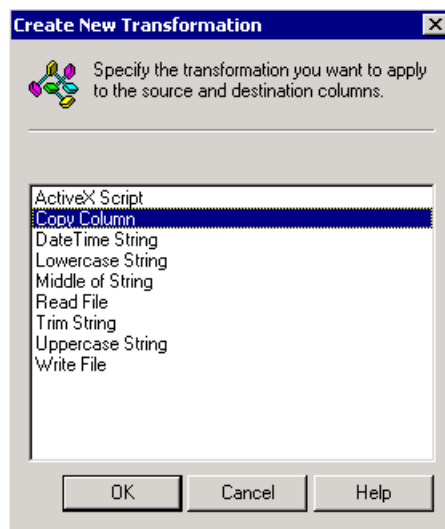 Create New Transformation
Specify the transformation you want to apply
to the source and destination columns.
ActiveX Script
Copy Column
DateTime String
Lowercase String
Middle of String
Read File
Trim String
Uppercase String
Write File
OK Cancel Help